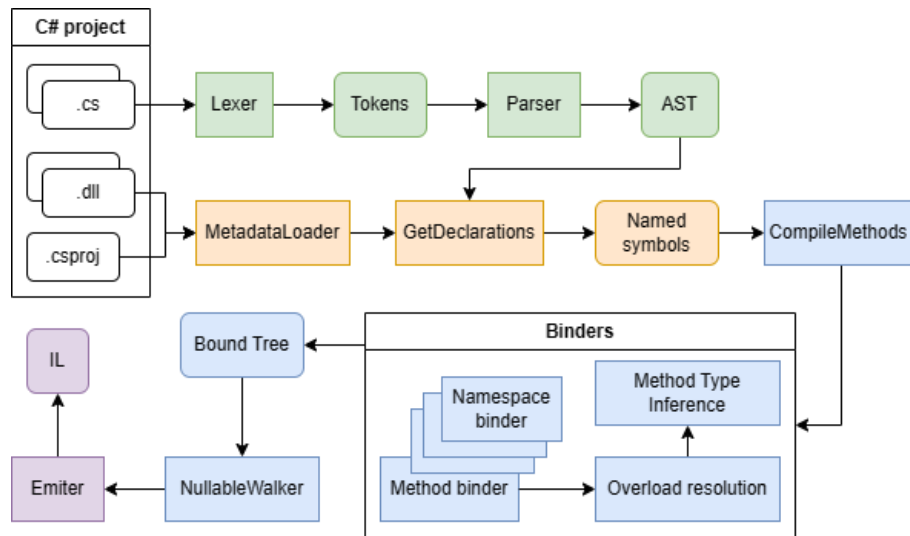 C# project
.cs
Lexer
Tokens
Parser
AST
.dll
.csproj
MetadataLoader
GetDeclarations
Named
symbols
CompileMethods
IL
Bound Tree
Binders
Namespace
binder
Method Type
Inference
Emiter
NullableWalker
Method binder
Overload resolution